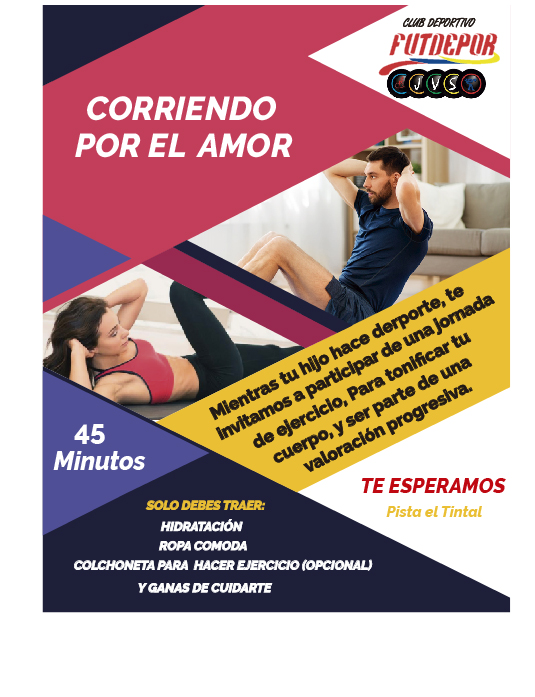 CLUB DEPORTIVO
FUTDEPOR
C J V S R
CORRIENDO
POR EL AMOR
Mientras tu hijo hace derporte, te
invitamos a participar de una jornada
de ejercicio, Para tonificar tu
cuerpo, y ser parte de una
valoración progresiva.
45
Minutos
TE ESPERAMOS
Pista el Tintal
SOLO DEBES TRAER:
HIDRATACIÓN
ROPA COMODA
COLCHONETA PARA HACER EJERCICIO (OPCIONAL)
Y GANAS DE CUIDARTE